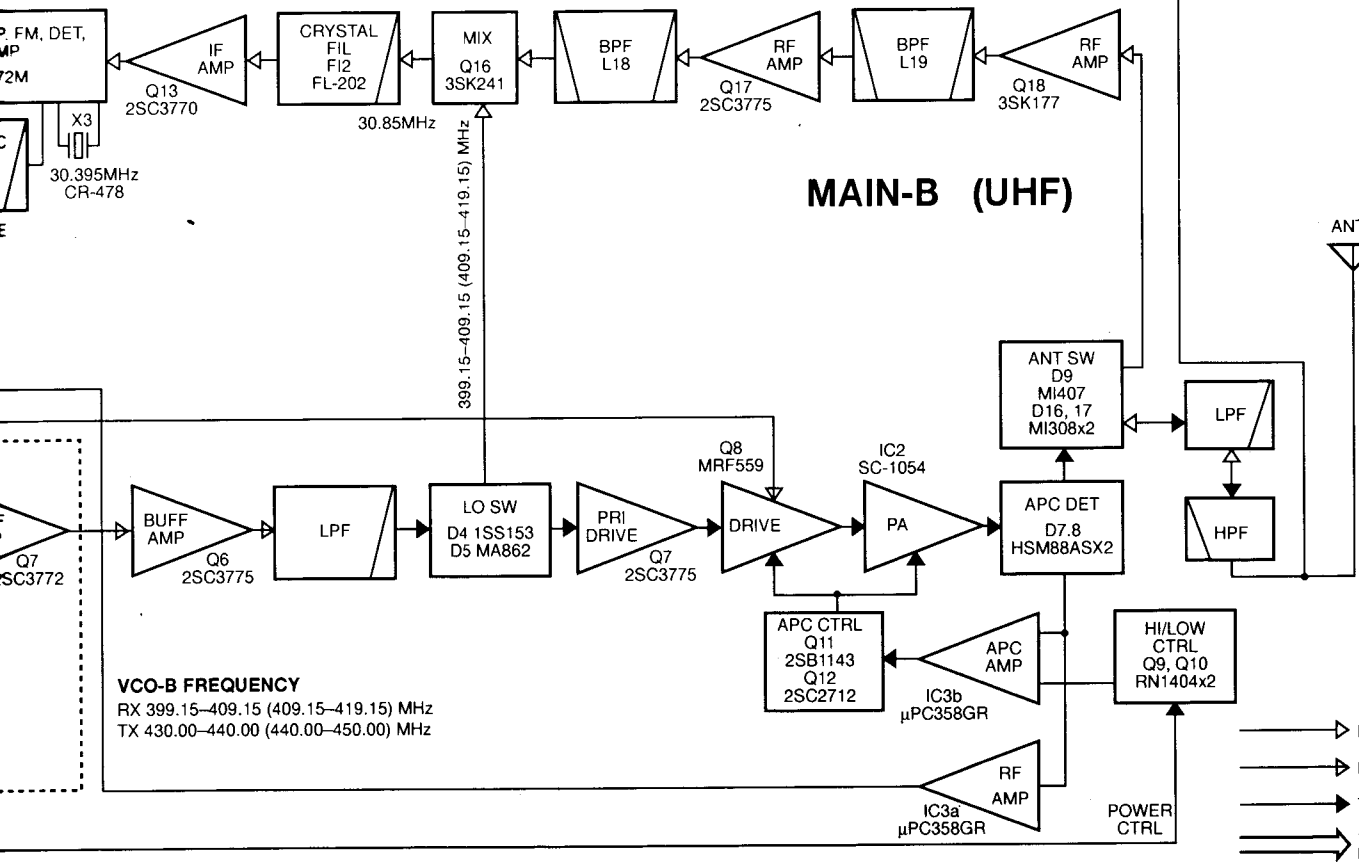 FM, DET,
CRYSTAL
FIL
FI2
FL-202
IF
AMP
Q13
2SC3770
MIX
Q16
3SK241
BPF
L18
RF
AMP
Q17
2SC3775
BPF
L19
RF
AMP
Q18
3SK177
72M
X3
30.395MHz
CR-478
30.85MHz
399.15–409.15 (409.15–419.15) MHz
MAIN-B (UHF)
ANT
ANT SW
D9
MI407
D16, 17
MI308x2
LPF
HPF
Q7
2SC3772
BUFF
AMP
Q6
2SC3775
LPF
LO SW
D4 1SS153
D5 MA862
PRI
DRIVE
Q7
2SC3775
Q8
MRF559
DRIVE
IC2
SC-1054
PA
APC DET
D7.8
HSM88ASX2
APC CTRL
Q11
2SB1143
Q12
2SC2712
APC
AMP
IC3b
µPC358GR
HI/LOW
CTRL
Q9, Q10
RN1404x2
VCO-B FREQUENCY
RX 399.15–409.15 (409.15–419.15) MHz
TX 430.00–440.00 (440.00–450.00) MHz
RF
AMP
IC3a
µPC358GR
POWER
CTRL